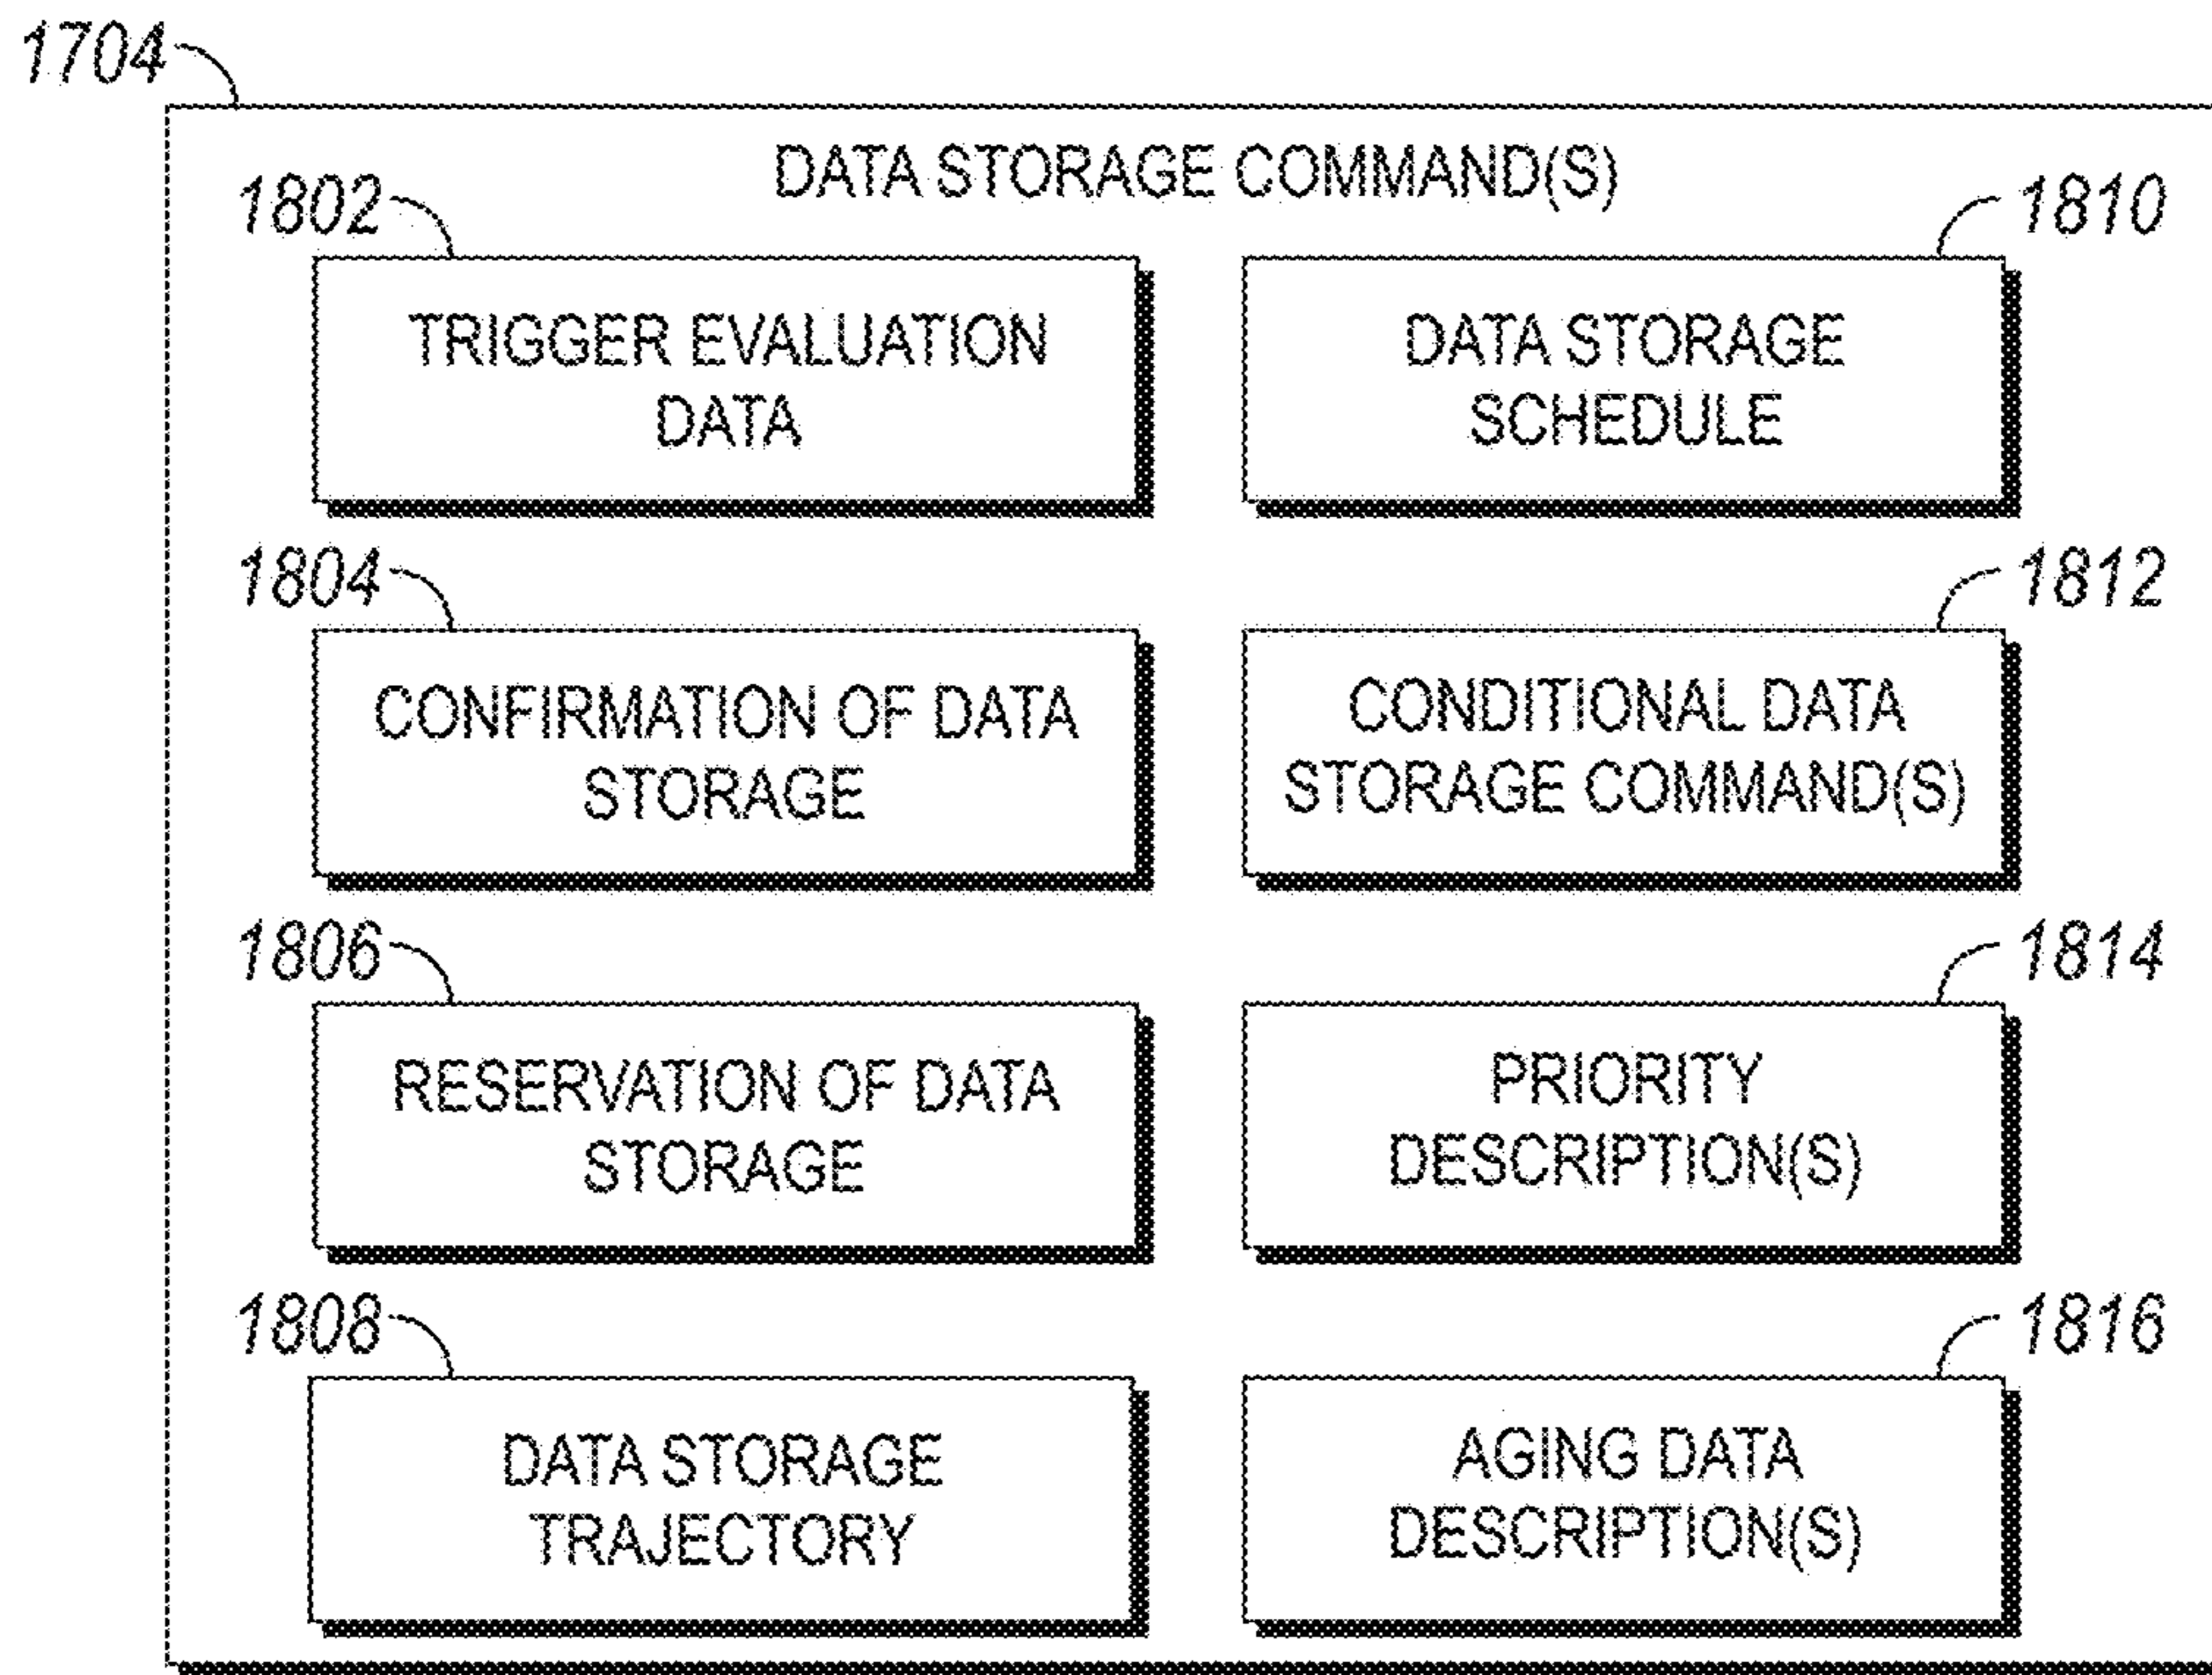 1704
DATA STORAGE COMMAND(S)
1802
TRIGGER EVALUATION
DATA
1810
DATA STORAGE
SCHEDULE
1804
CONFIRMATION OF DATA
STORAGE
1812
CONDITIONAL DATA
STORAGE COMMAND(S)
1806
RESERVATION OF DATA
STORAGE
1814
PRIORITY
DESCRIPTION(S)
1808
DATA STORAGE
TRAJECTORY
1816
AGING DATA
DESCRIPTION(S)